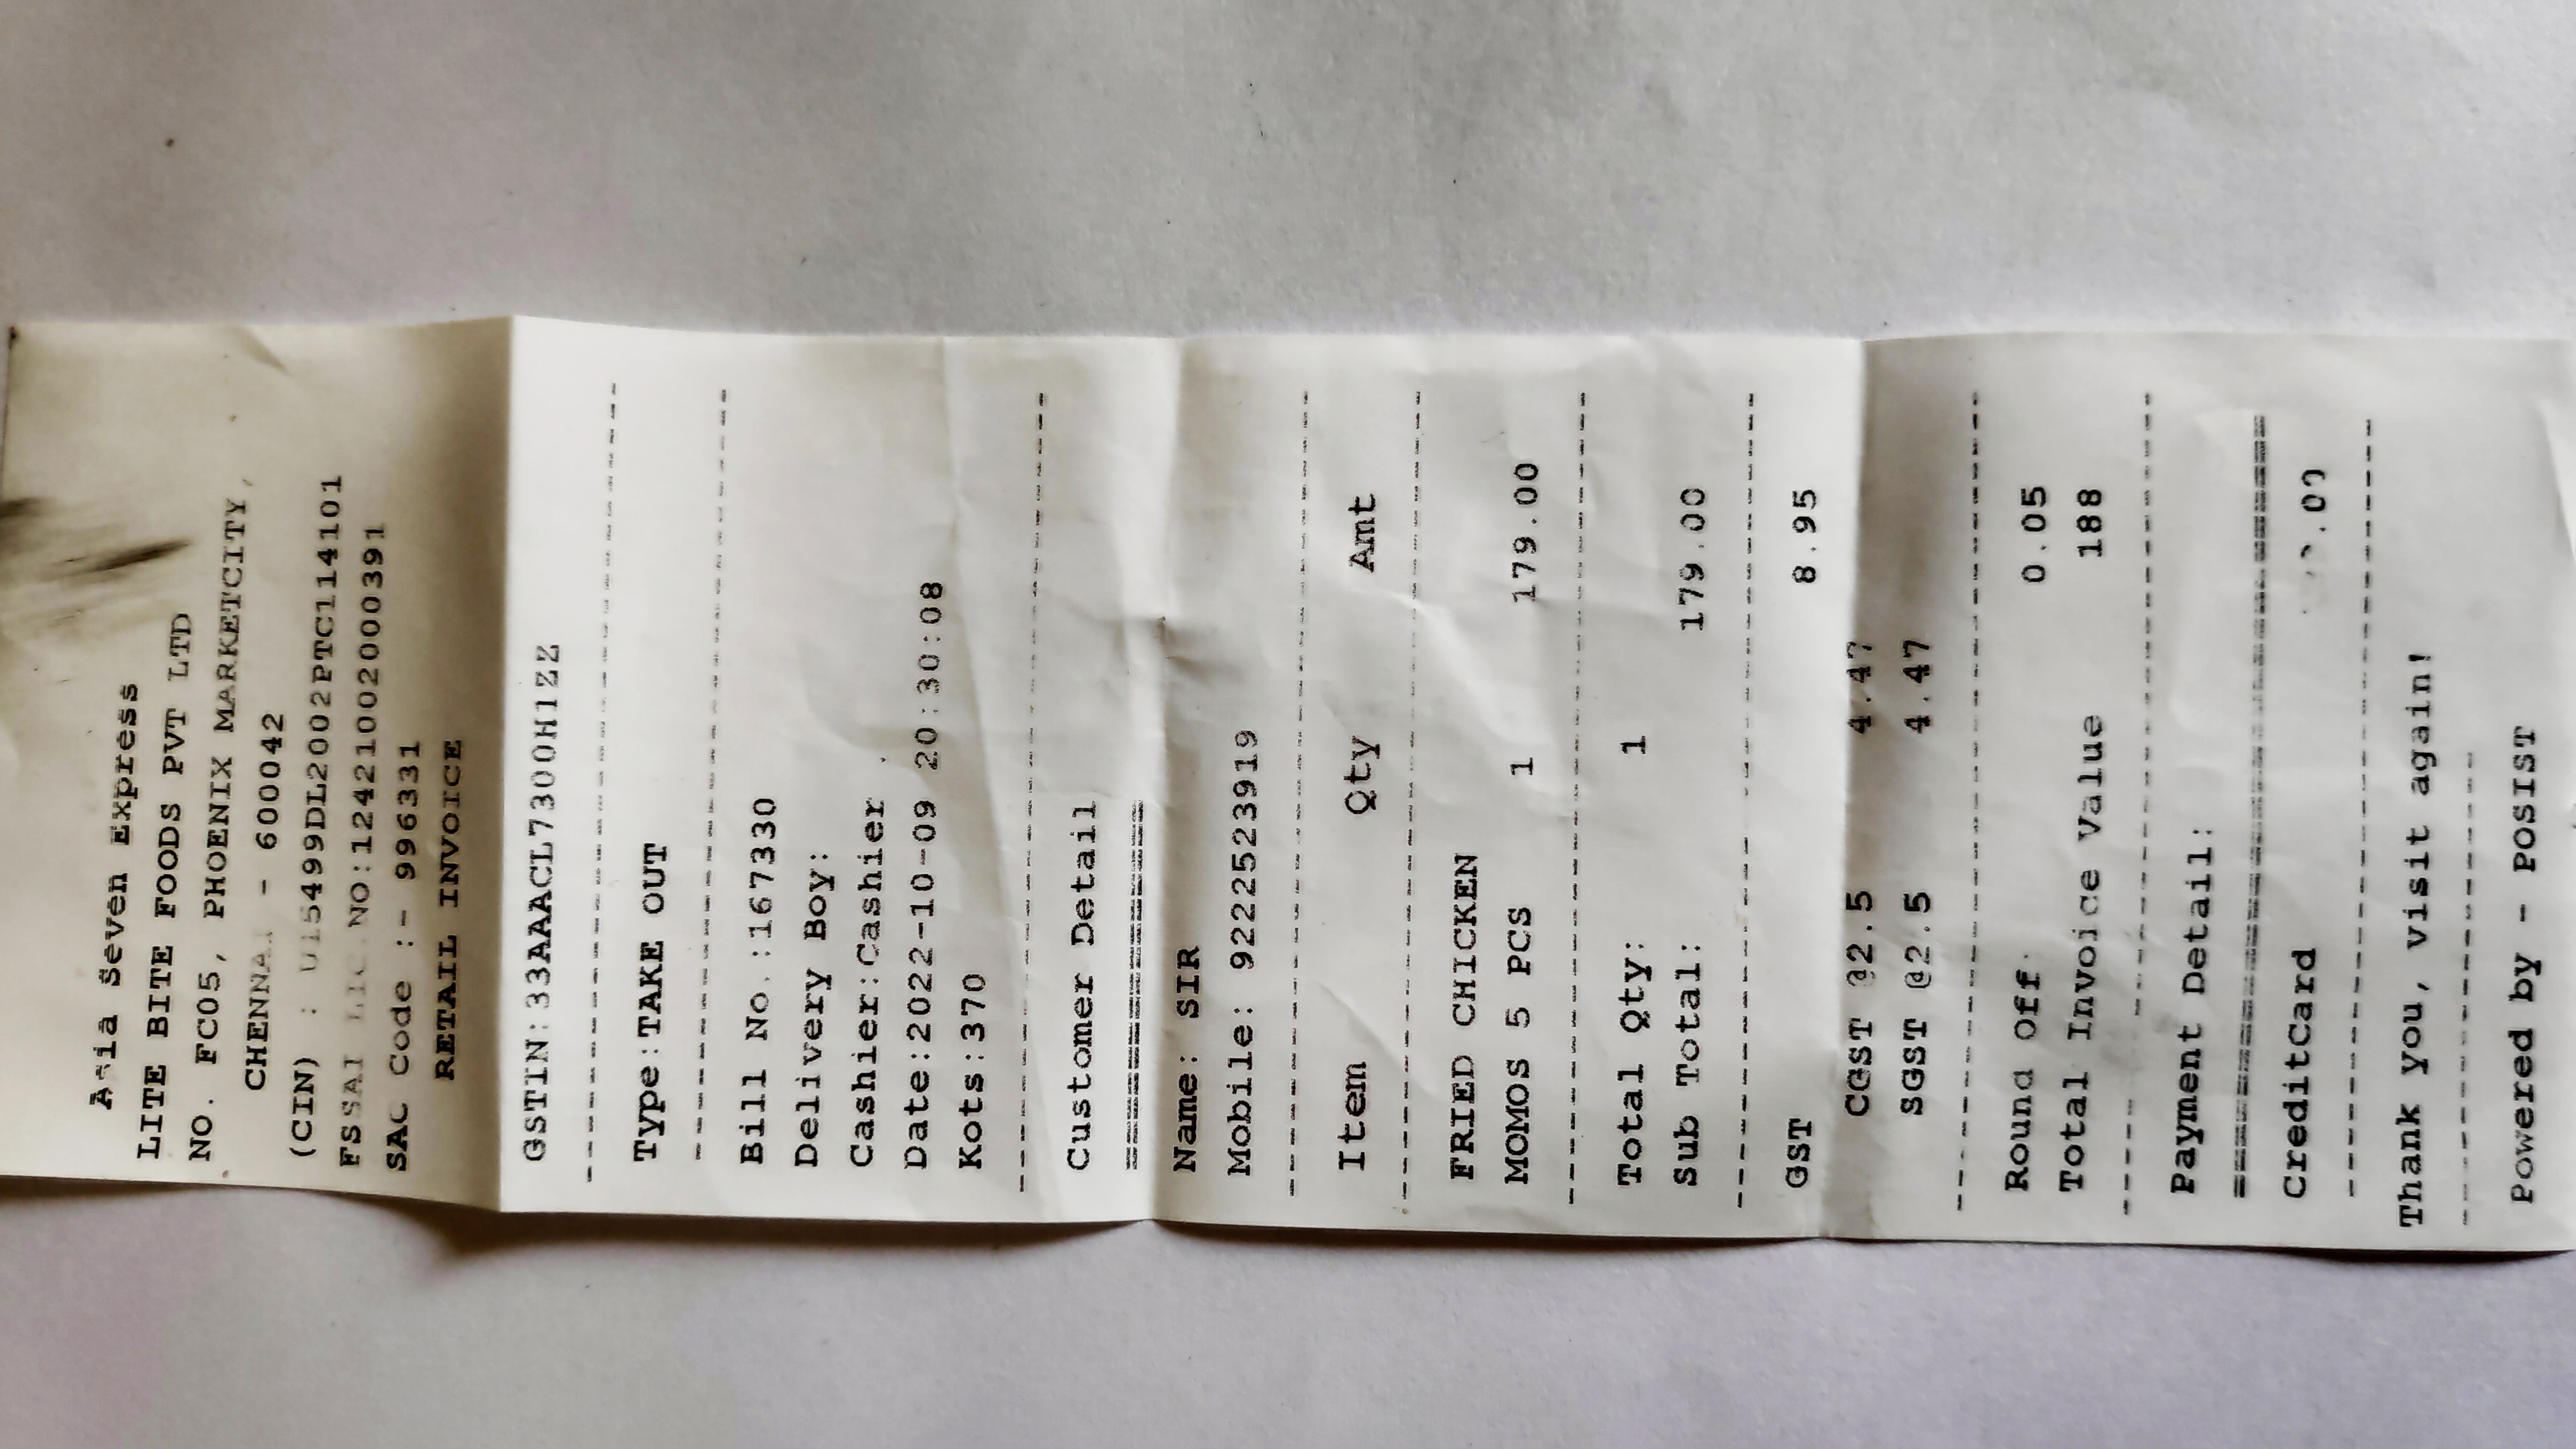 Asia Seven Express
LITE BITE FOODS PVT LTD
NO. FC05, PHOENIX MARKETCITY,
CHENNAI - 600042
(CIN) : U15499DL2002PTC114101
FSSAI LIC NO:12421002000391
SAC Code :- 996331
RETAIL INVOICE
GSTIN:33AAACL7300H1ZZ
Type:TAKE OUT
Bill No.:167330
Delivery Boy:
Cashier:Cashier .
Date:2022-10-09 20:30:08
Kots:370
Customer Detail
Name: SIR
Mobile: 9222523919
Item Qty Amt
FRIED CHICKEN
MOMOS 5 PCS 1 179.00
Total Qty: 1
Sub Total: 179.00
GST 8.95
CGST @2.5 4.47
SGST @2.5 4.47
Round Off 0.05
Total Invoice Value 188
Payment Detail:
CreditCard
Thank you, visit again!
Powered by - POSIST